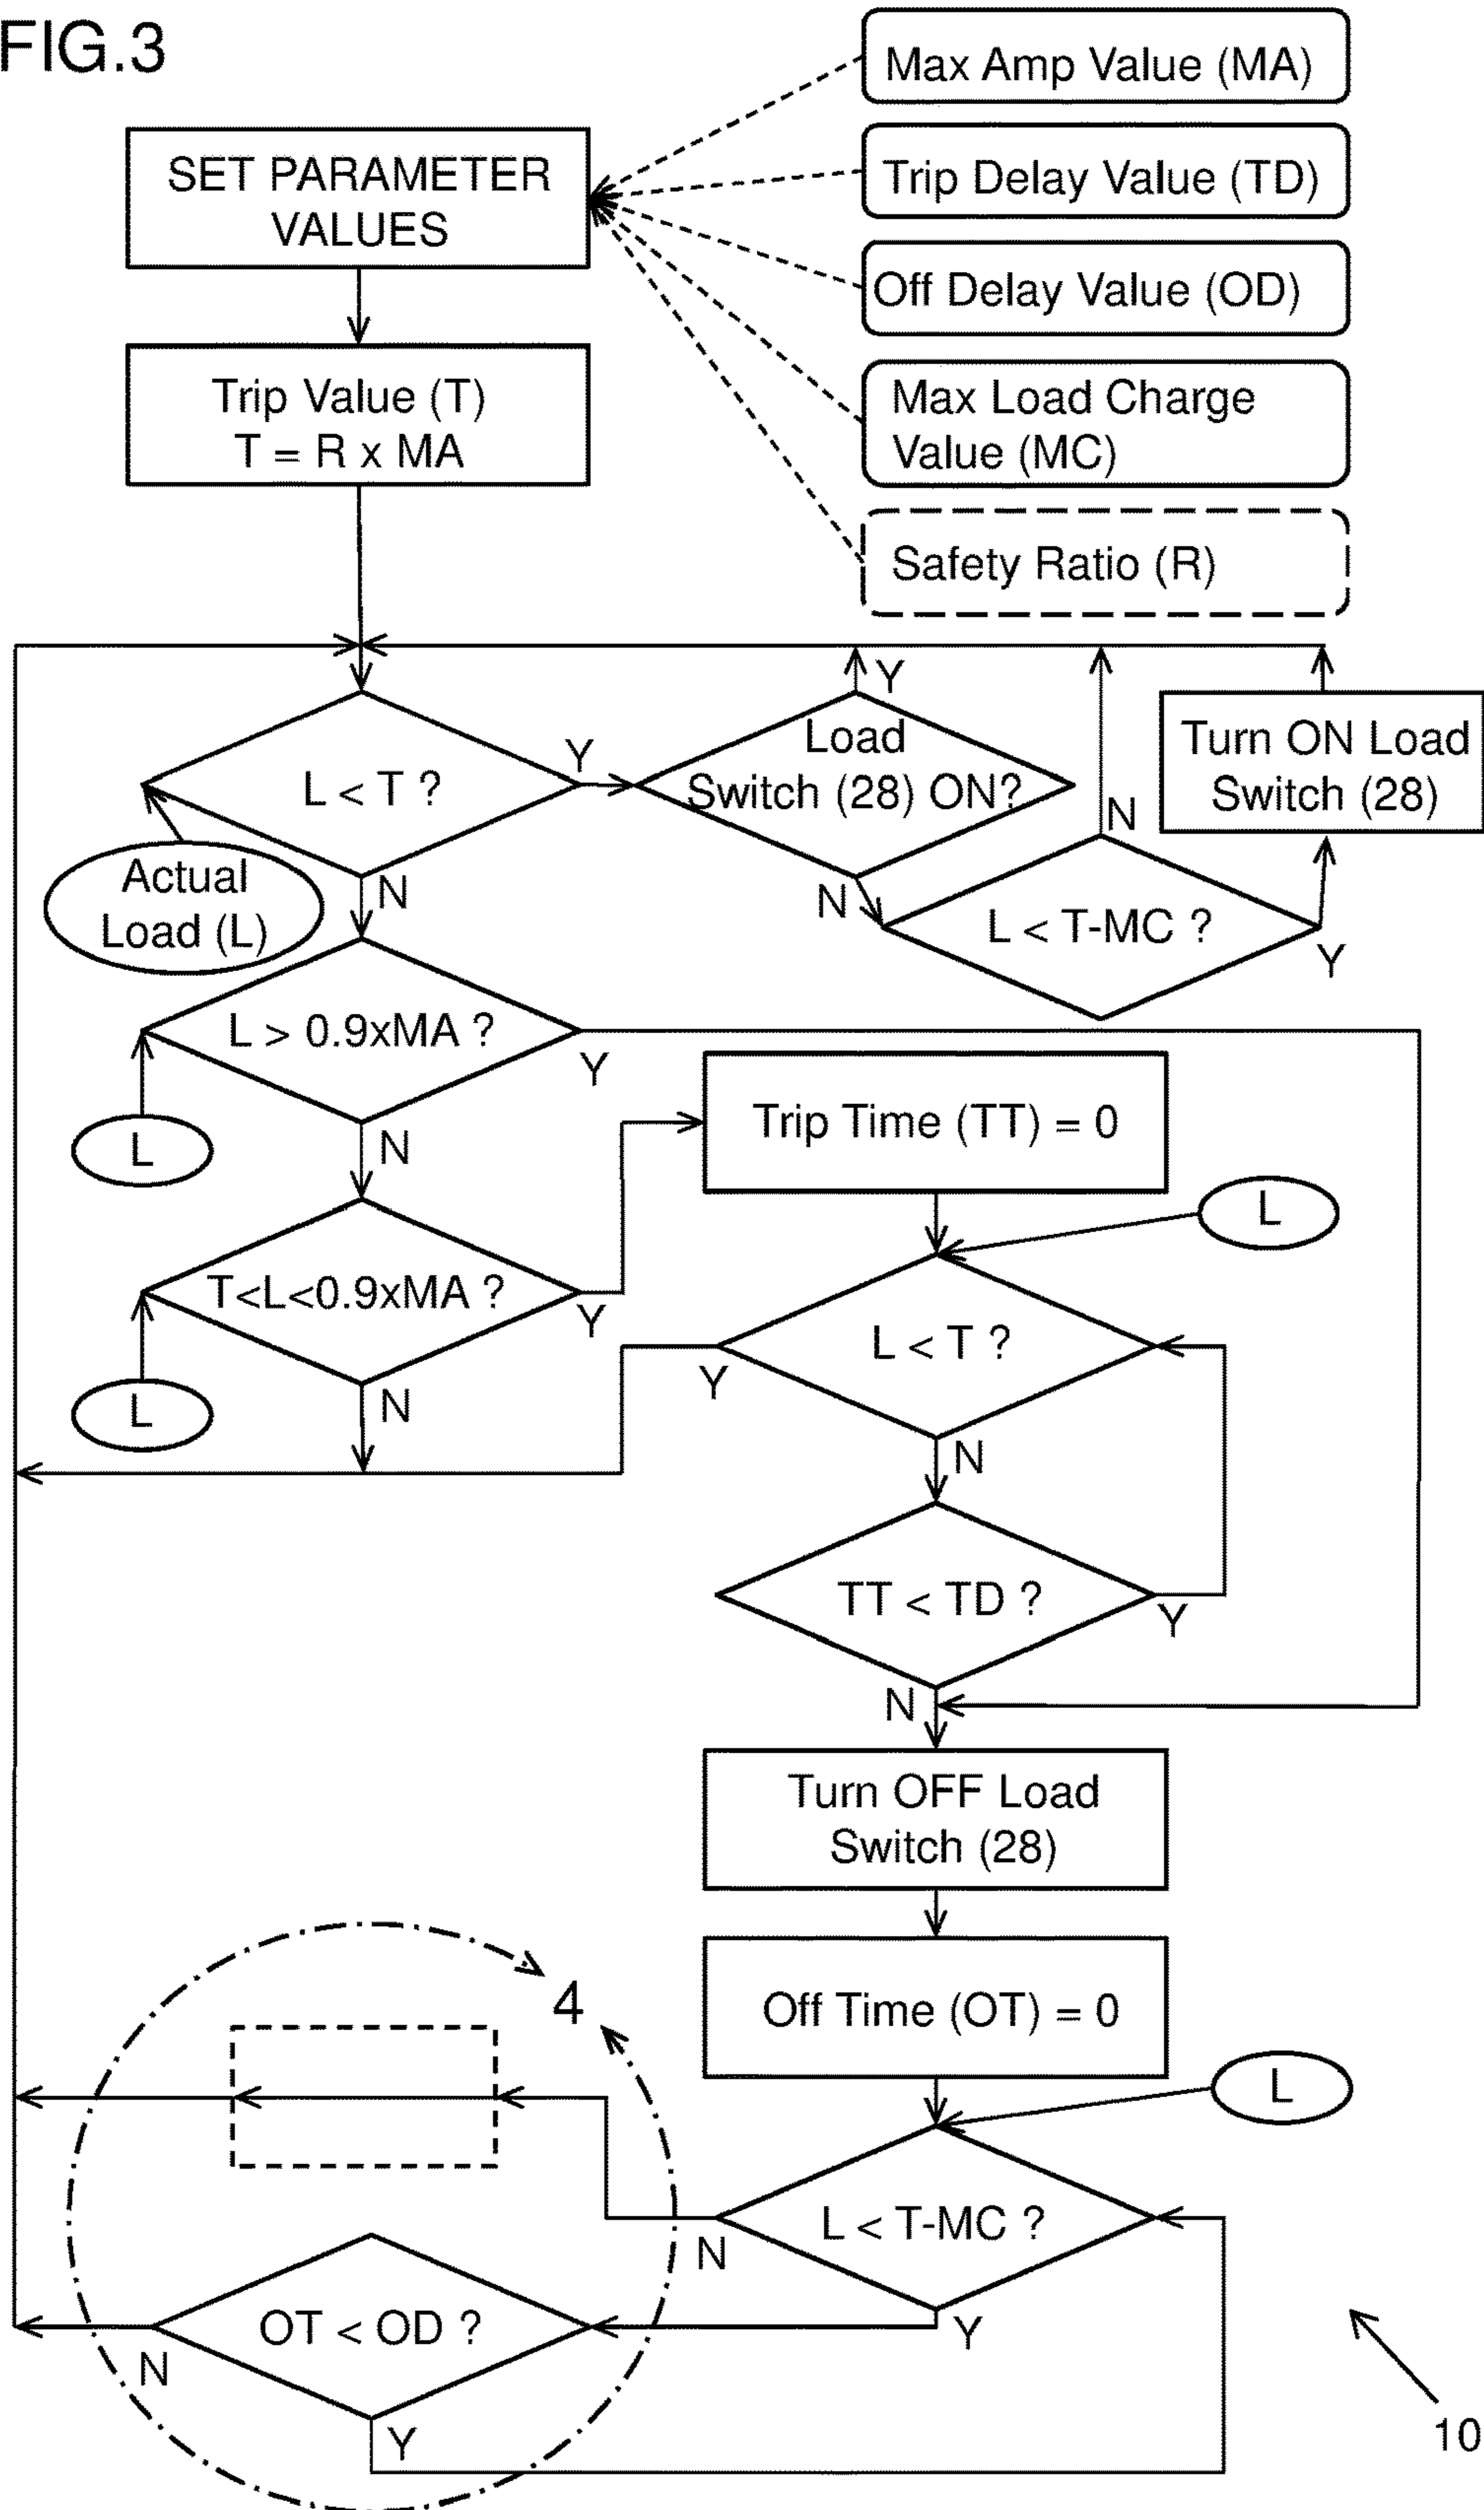 FIG.3
Max Amp Value (MA)
SET PARAMETER
VALUES
Trip Delay Value (TD)
Off Delay Value (OD)
Trip Value (T)
T = R x MA
Max Load Charge
Value (MC)
Safety Ratio (R)
Y
L < T ?
Y
Load
Switch (28) ON?
Turn ON Load
Switch (28)
N
Actual
Load (L)
N
N
L < T-MC ?
Y
L > 0.9xMA ?
Y
L
N
Trip Time (TT) = 0
L
T<L<0.9xMA ?
Y
L < T ?
Y
L
N
N
TT < TD ?
Y
N
Turn OFF Load
Switch (28)
4
Off Time (OT) = 0
L
L < T-MC ?
N
Y
OT < OD ?
N
Y
10